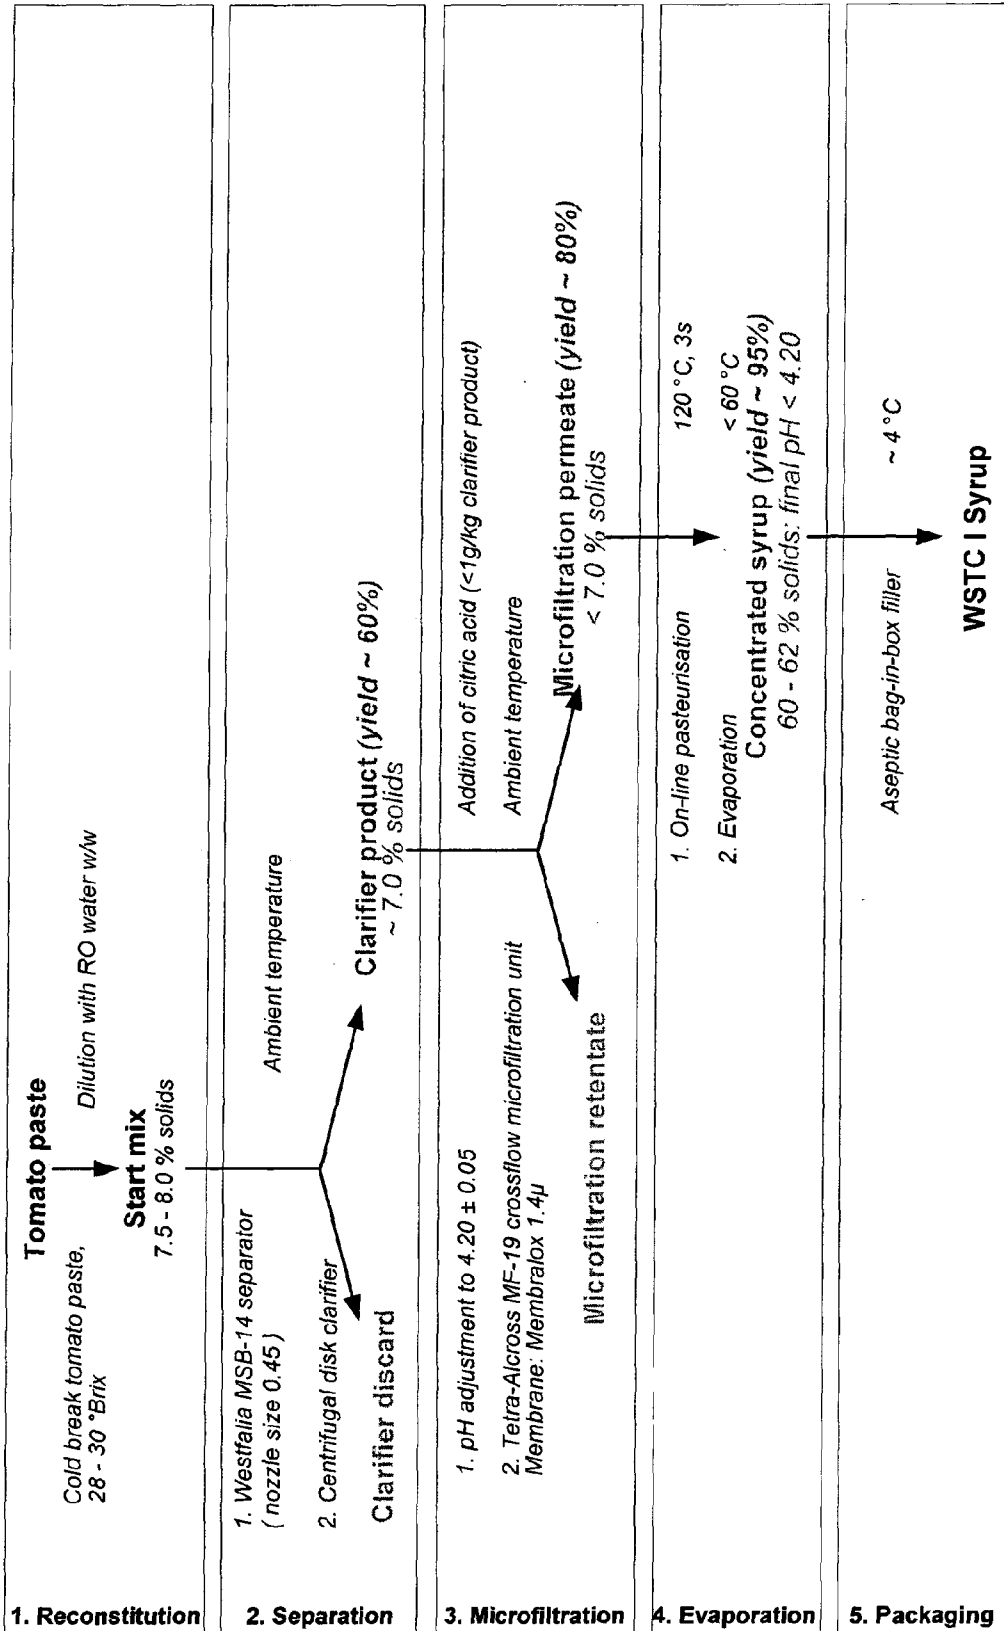 1. Reconstitution
Tomato paste
Cold break tomato paste,
28 - 30 °Brix
Dilution with RO water w/w
Start mix
7.5 - 8.0 % solids
2. Separation
1. Westfalia MSB-14 separator
( nozzle size 0.45 )
Ambient temperature
2. Centrifugal disk clarifier
Clarifier discard
Clarifier product (yield ~ 60%)
~ 7.0 % solids
3. Microfiltration
1. pH adjustment to 4.20 ± 0.05
Addition of citric acid (<1g/kg clarifier product)
2. Tetra-Alcross MF-19 crossflow microfiltration unit
Membrane: Membralox 1.4µ
Ambient temperature
Microfiltration retentate
Microfiltration permeate (yield ~ 80%)
< 7.0 % solids
4. Evaporation
1. On-line pasteurisation 120 °C, 3s
2. Evaporation < 60 °C
Concentrated syrup (yield ~ 95%)
60 - 62 % solids: final pH < 4.20
5. Packaging
Aseptic bag-in-box filler ~ 4 °C
WSTC I Syrup